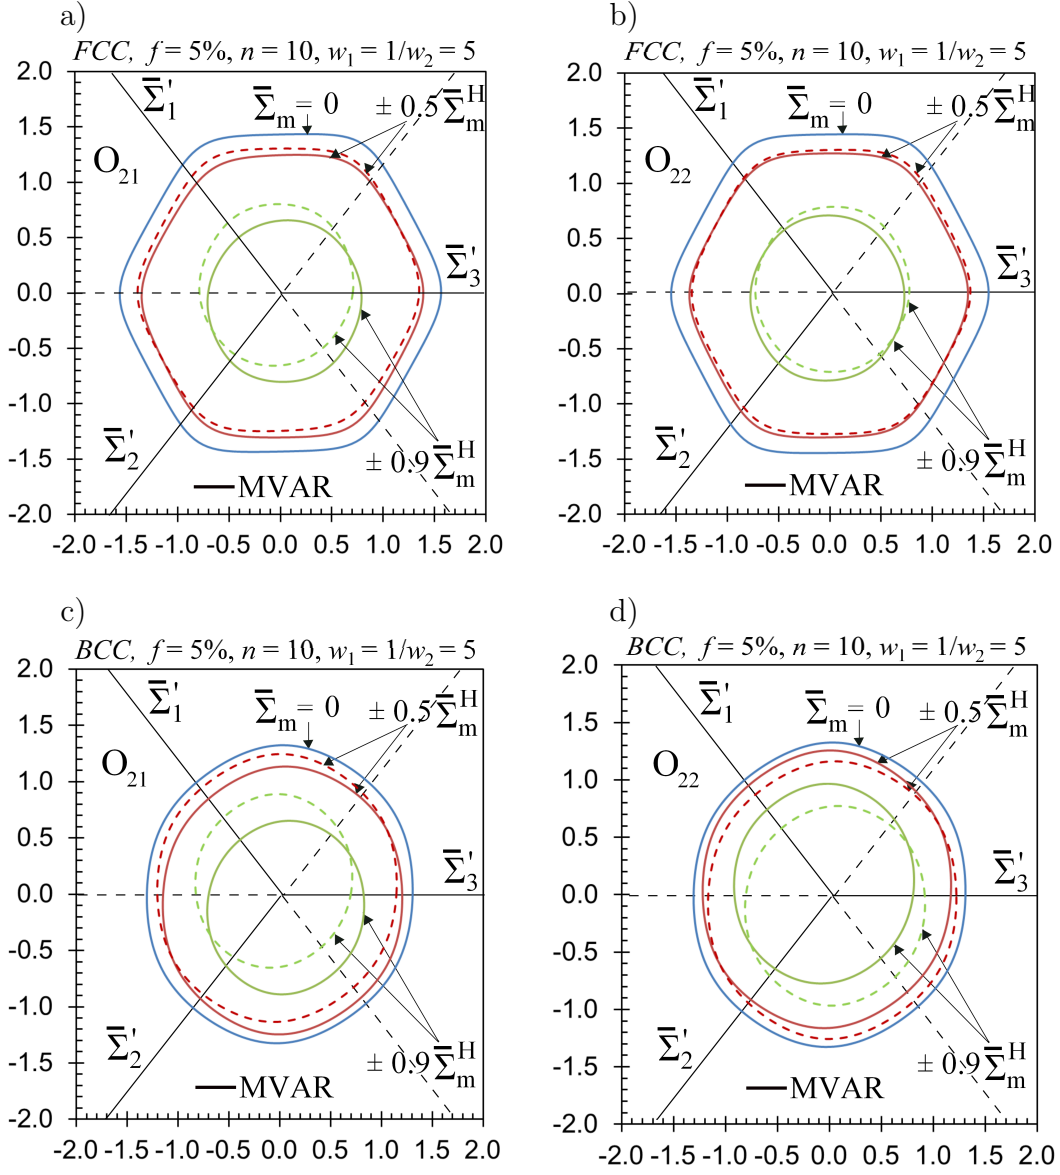 a)
FCC, f = 5%, n = 10, w₁ = 1/w₂ = 5
2.0
1.5
1.0
0.5
0.0
-0.5
-1.0
-1.5
-2.0
Σ̅₁'
Σ̅ₘ = 0
± 0.5 Σ̅ₘᴴ
O₂₁
Σ̅₃'
Σ̅₂'
± 0.9 Σ̅ₘᴴ
MVAR
-2.0 -1.5 -1.0 -0.5 0.0 0.5 1.0 1.5 2.0
b)
FCC, f = 5%, n = 10, w₁ = 1/w₂ = 5
2.0
1.5
1.0
0.5
0.0
-0.5
-1.0
-1.5
-2.0
Σ̅₁'
Σ̅ₘ = 0
± 0.5 Σ̅ₘᴴ
O₂₂
Σ̅₃'
Σ̅₂'
± 0.9 Σ̅ₘᴴ
MVAR
-2.0 -1.5 -1.0 -0.5 0.0 0.5 1.0 1.5 2.0
c)
BCC, f = 5%, n = 10, w₁ = 1/w₂ = 5
2.0
1.5
1.0
0.5
0.0
-0.5
-1.0
-1.5
-2.0
Σ̅₁'
Σ̅ₘ = 0
± 0.5 Σ̅ₘᴴ
O₂₁
Σ̅₃'
Σ̅₂'
± 0.9 Σ̅ₘᴴ
MVAR
-2.0 -1.5 -1.0 -0.5 0.0 0.5 1.0 1.5 2.0
d)
BCC, f = 5%, n = 10, w₁ = 1/w₂ = 5
2.0
1.5
1.0
0.5
0.0
-0.5
-1.0
-1.5
-2.0
Σ̅₁'
Σ̅ₘ = 0
± 0.5 Σ̅ₘᴴ
O₂₂
Σ̅₃'
Σ̅₂'
± 0.9 Σ̅ₘᴴ
MVAR
-2.0 -1.5 -1.0 -0.5 0.0 0.5 1.0 1.5 2.0